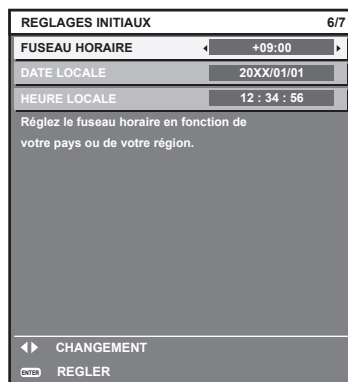 REGLAGES INITIAUX 6/7
FUSEAU HORAIRE +09:00
DATE LOCALE 20XX/01/01
HEURE LOCALE 12 : 34 : 56
Réglez le fuseau horaire en fonction de
votre pays ou de votre région.
CHANGEMENT
ENTER REGLER